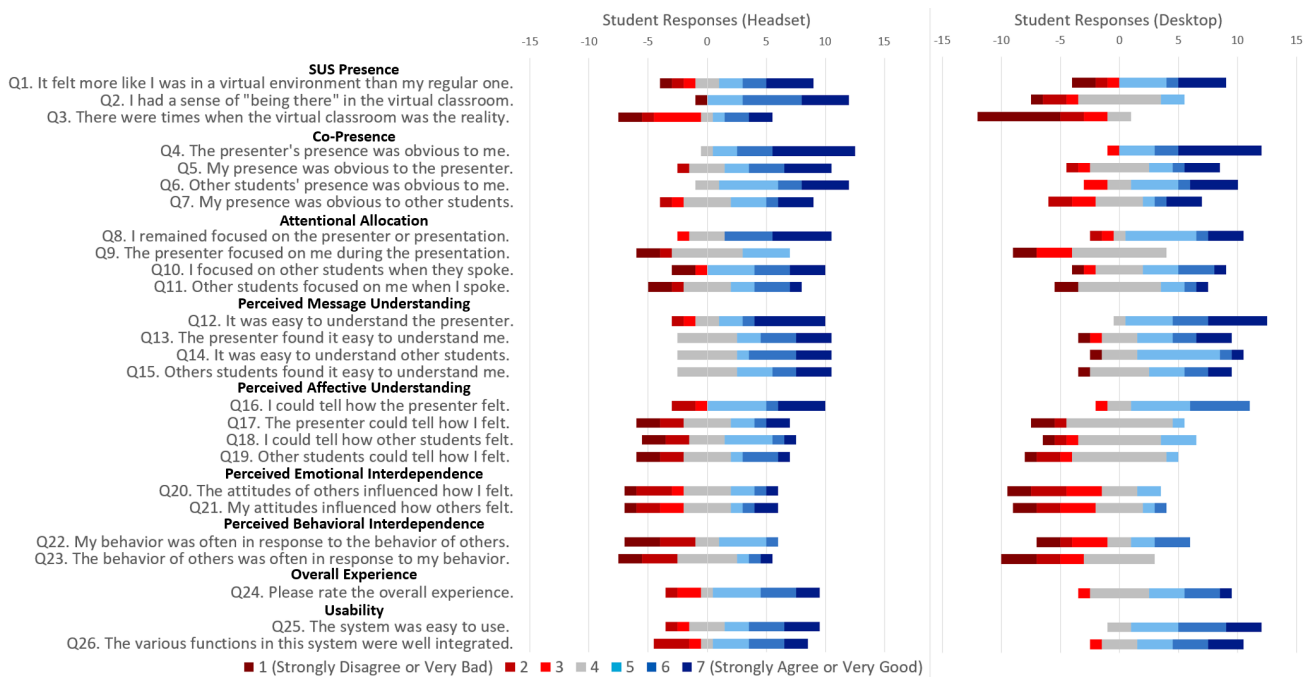 Student Responses (Headset) Student Responses (Desktop)
-15 -10 -5 0 5 10 15 -15 -10 -5 0 5 10 15
SUS Presence
Q1. It felt more like I was in a virtual environment than my regular one.
Q2. I had a sense of "being there" in the virtual classroom.
Q3. There were times when the virtual classroom was the reality.
Co-Presence
Q4. The presenter's presence was obvious to me.
Q5. My presence was obvious to the presenter.
Q6. Other students' presence was obvious to me.
Q7. My presence was obvious to other students.
Attentional Allocation
Q8. I remained focused on the presenter or presentation.
Q9. The presenter focused on me during the presentation.
Q10. I focused on other students when they spoke.
Q11. Other students focused on me when I spoke.
Perceived Message Understanding
Q12. It was easy to understand the presenter.
Q13. The presenter found it easy to understand me.
Q14. It was easy to understand other students.
Q15. Others students found it easy to understand me.
Perceived Affective Understanding
Q16. I could tell how the presenter felt.
Q17. The presenter could tell how I felt.
Q18. I could tell how other students felt.
Q19. Other students could tell how I felt.
Perceived Emotional Interdependence
Q20. The attitudes of others influenced how I felt.
Q21. My attitudes influenced how others felt.
Perceived Behavioral Interdependence
Q22. My behavior was often in response to the behavior of others.
Q23. The behavior of others was often in response to my behavior.
Overall Experience
Q24. Please rate the overall experience.
Usability
Q25. The system was easy to use.
Q26. The various functions in this system were well integrated.
1 (Strongly Disagree or Very Bad) 2 3 4 5 6 7 (Strongly Agree or Very Good)